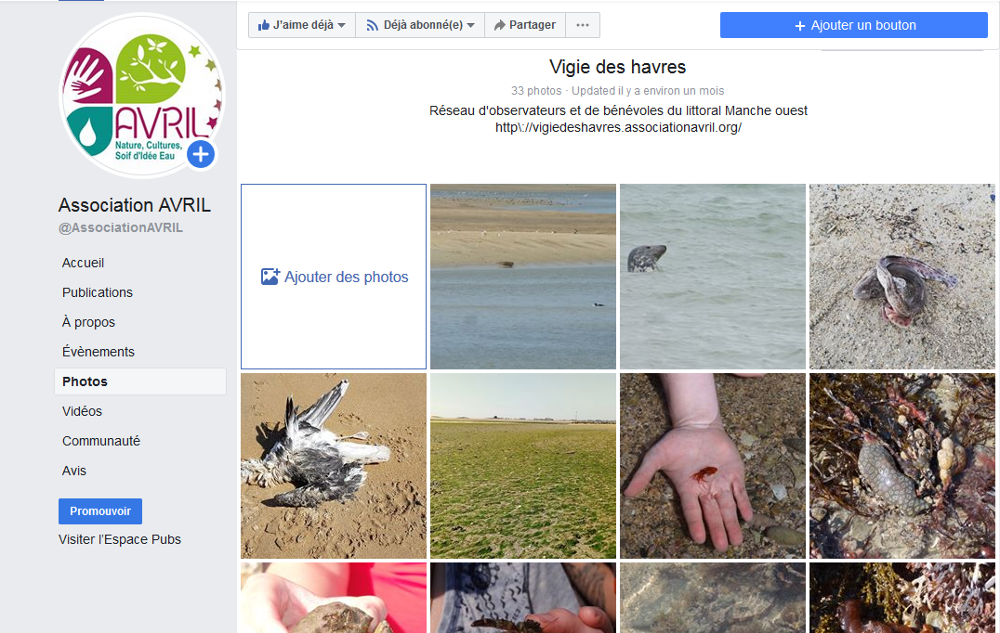 J'aime déjà
Déjà abonné(e)
Partager
Ajouter un bouton
AVRIL
Nature, Cultures,
Soif d'Idée Eau
Association AVRIL
@AssociationAVRIL
Accueil
Publications
À propos
Évènements
Photos
Vidéos
Communauté
Avis
Promouvoir
Visiter l'Espace Pubs
Vigie des havres
33 photos · Updated il y a environ un mois
Réseau d'observateurs et de bénévoles du littoral Manche ouest
http\://vigiedeshavres.associationavril.org/
Ajouter des photos